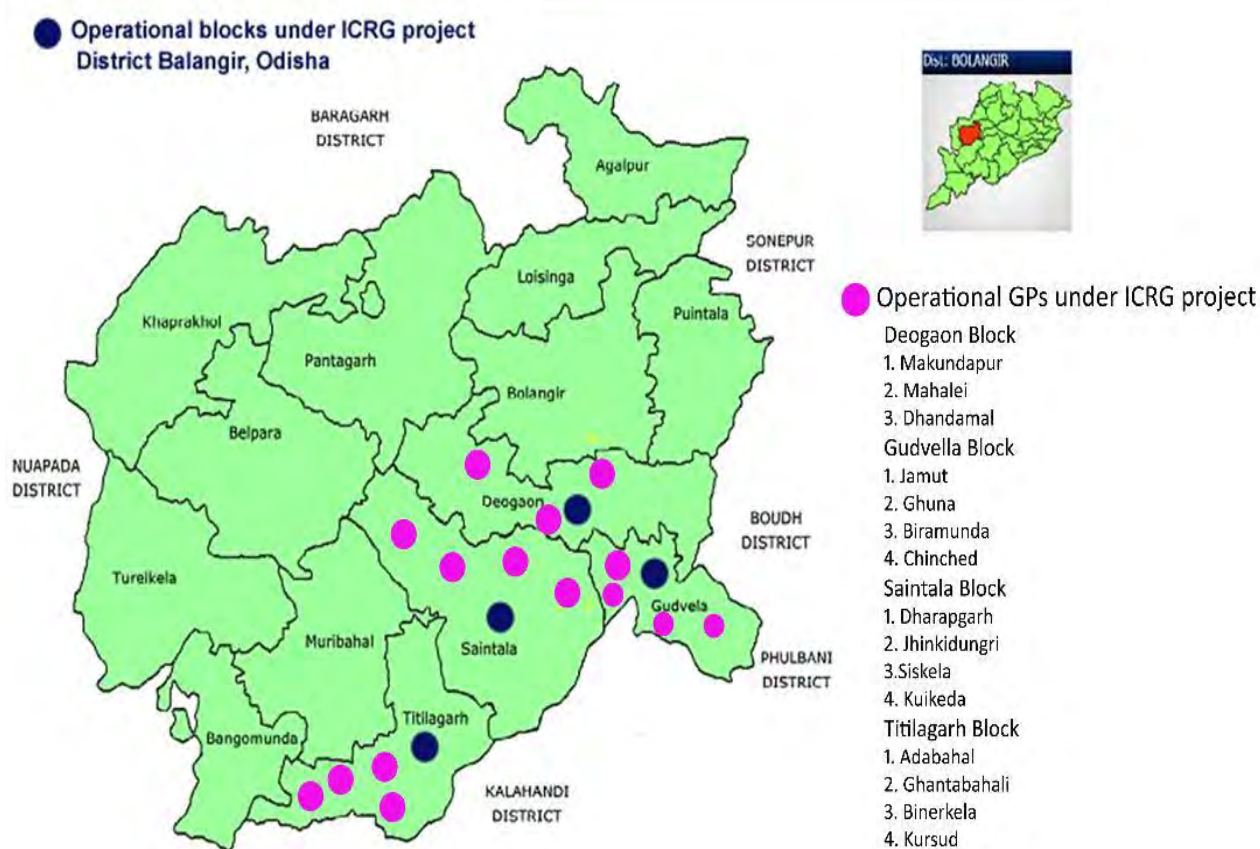 Operational blocks under ICRG project
District Balangir, Odisha
Dist: BOLANGIR
BARAGARH
DISTRICT
Agalpur
SONEPUR
DISTRICT
Loisinga
Puintala
Khaprakhol
Pantagarh
Bolangir
Belpara
NUAPADA
DISTRICT
Deogaon
BOUDH
DISTRICT
Tureikela
Gudvela
Muribahal
Saintala
PHULBANI
DISTRICT
Titilagarh
Bangomunda
KALAHANDI
DISTRICT
Operational GPs under ICRG project
Deogaon Block
1. Makundapur
2. Mahalei
3. Dhandamal
Gudvella Block
1. Jamut
2. Ghuna
3. Biramunda
4. Chinched
Saintala Block
1. Dharapgarh
2. Jhinkidungri
3.Siskela
4. Kuikeda
Titilagarh Block
1. Adabahal
2. Ghantabahali
3. Binerkela
4. Kursud